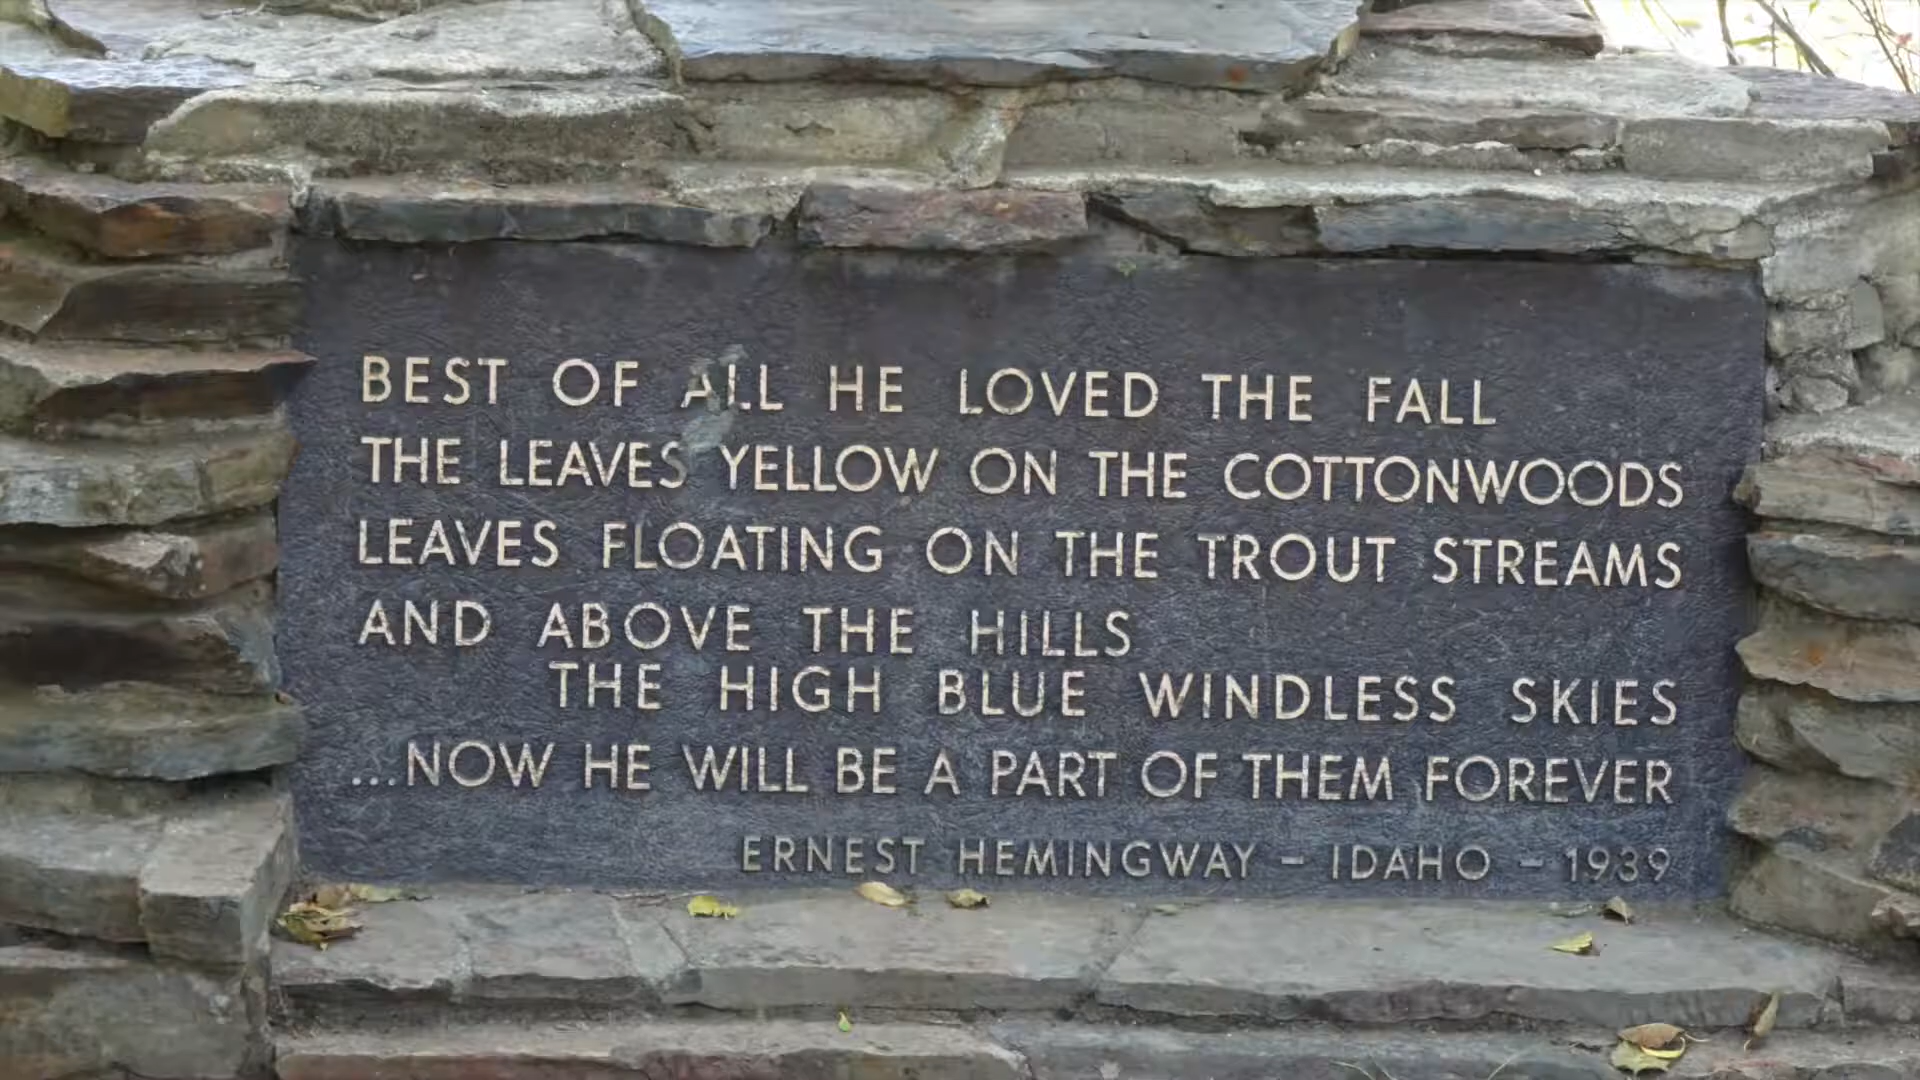 BEST OF ALL HE LOVED THE FALL
THE LEAVES YELLOW ON THE COTTONWOODS
LEAVES FLOATING ON THE TROUT STREAMS
AND ABOVE THE HILLS
THE HIGH BLUE WINDLESS SKIES
...NOW HE WILL BE A PART OF THEM FOREVER
ERNEST HEMINGWAY – IDAHO – 1939